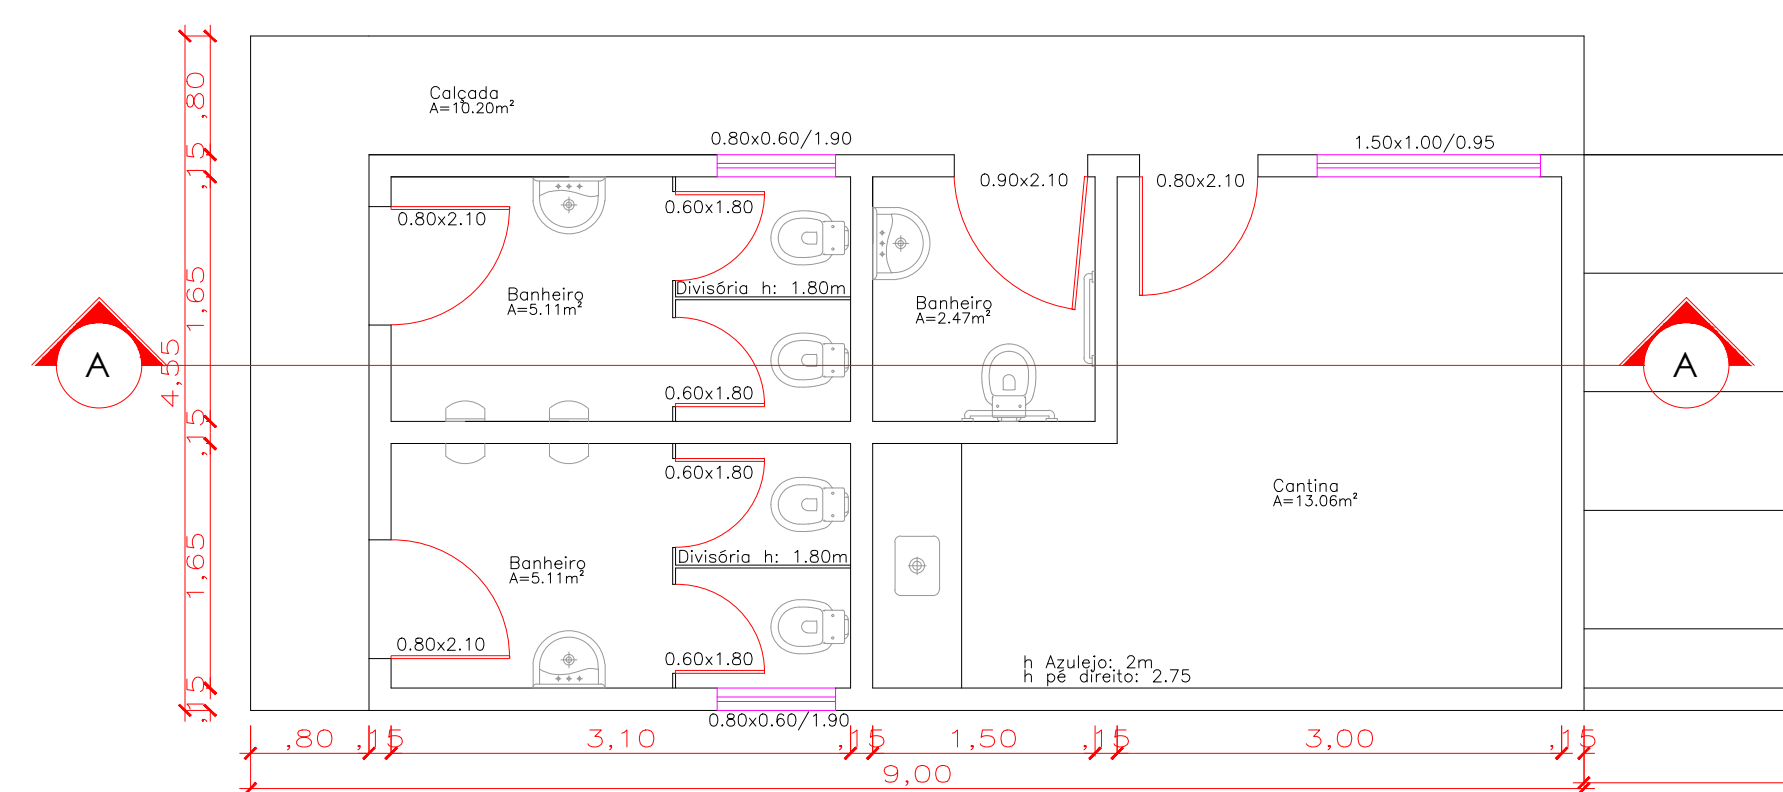 Calçada
A=10.20m²
0.80x0.60/1.90
1.50x1.00/0.95
0.80x2.10
0.60x1.80
0.90x2.10
0.80x2.10
Divisória h: 1.80m
Banheiro
A=5.11m²
Banheiro
A=2.47m²
A
A
0.60x1.80
0.60x1.80
Cantina
A=13.06m²
Divisória h: 1.80m
Banheiro
A=5.11m²
0.80x2.10
0.60x1.80
h Azulejo: 2m
h pé direito: 2.75
0.80x0.60/1.90
,80
,15
1,65
4,55
,15
1,65
,15
,80
,15
3,10
,15
1,50
,15
3,00
,15
9,00